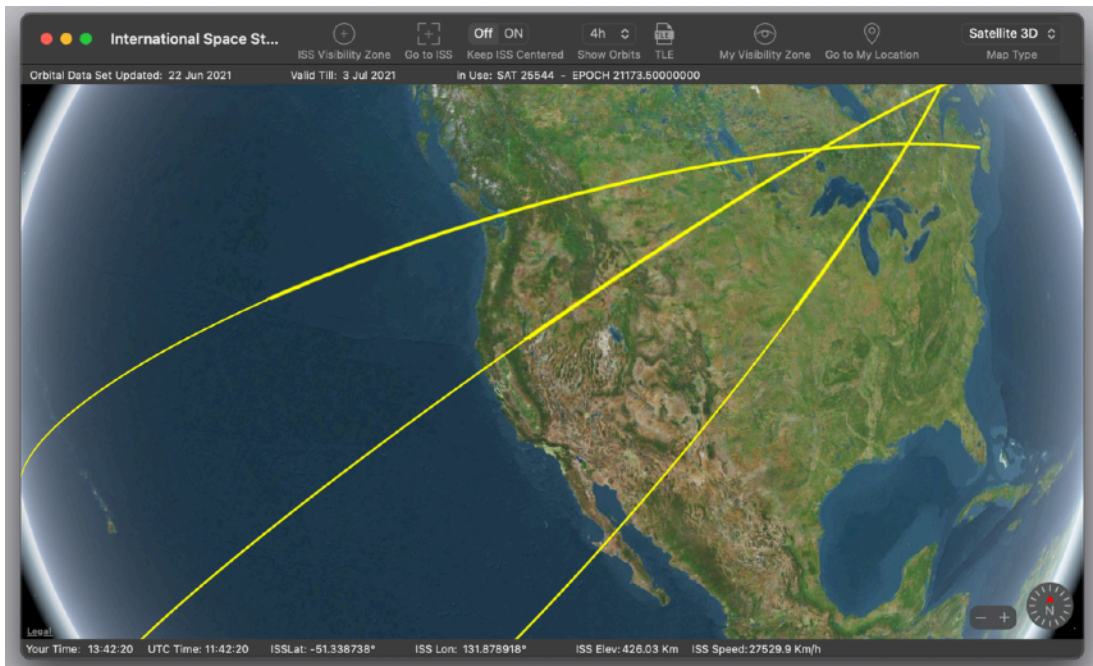 International Space St...
Off ON
4h
TLE
Satellite 3D
ISS Visibility Zone
Go to ISS
Keep ISS Centered
Show Orbits
TLE
My Visibility Zone
Go to My Location
Map Type
Orbital Data Set Updated: 22 Jun 2021 Valid Till: 3 Jul 2021 in Use: SAT 25544 - EPOCH 21173.50000000
N
Legal
Your Time: 13:42:20 UTC Time: 11:42:20 ISSLat: -51.338738° ISS Lon: 131.878918° ISS Elev: 426.03 Km ISS Speed: 27529.9 Km/h